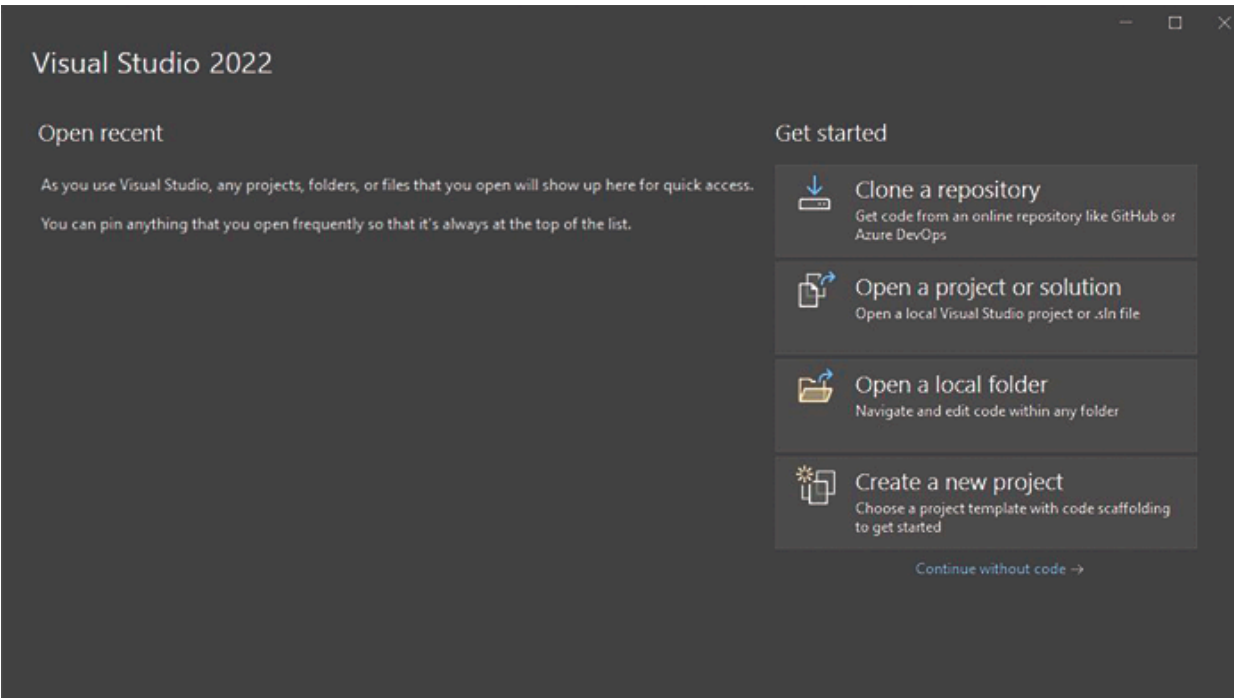 Visual Studio 2022
Open recent
As you use Visual Studio, any projects, folders, or files that you open will show up here for quick access.
You can pin anything that you open frequently so that it's always at the top of the list.
Get started
Clone a repository
Get code from an online repository like GitHub or
Azure DevOps
Open a project or solution
Open a local Visual Studio project or .sln file
Open a local folder
Navigate and edit code within any folder
Create a new project
Choose a project template with code scaffolding
to get started
Continue without code →